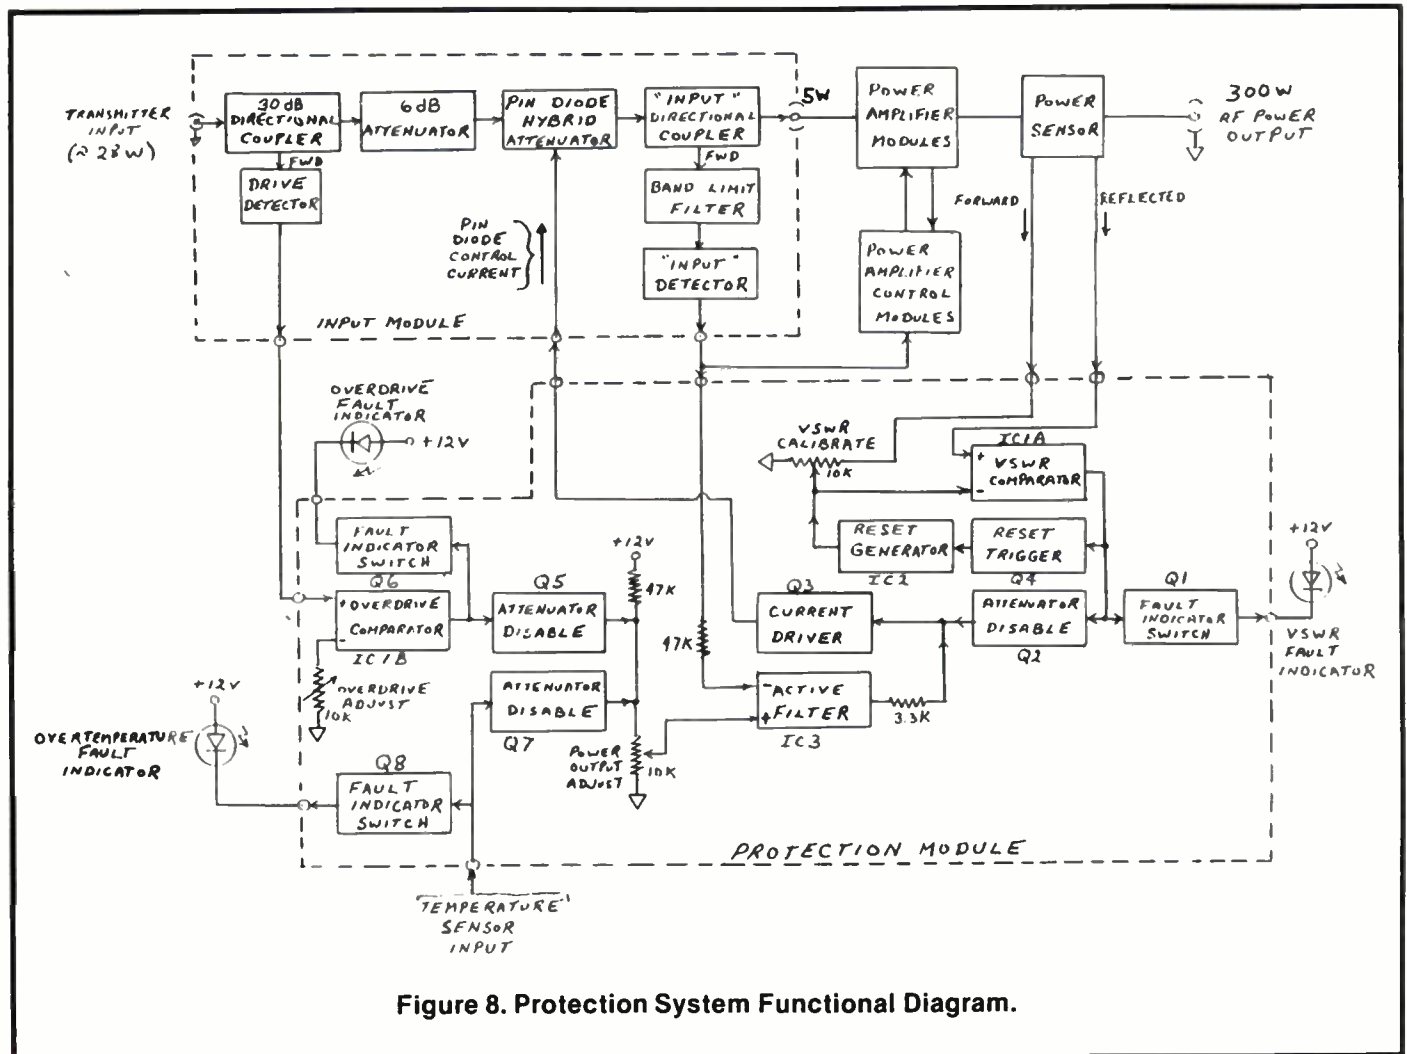 TRANSMITTER
INPUT
(≈ 28W)
30dB
DIRECTIONAL
COUPLER
6dB
ATTENUATOR
PIN DIODE
HYBRID
ATTENUATOR
"INPUT"
DIRECTIONAL
COUPLER
5W
POWER
AMPLIFIER
MODULES
POWER
SENSOR
300W
RF POWER
OUTPUT
FWD
DRIVE
DETECTOR
FWD
BAND LIMIT
FILTER
"INPUT"
DETECTOR
PIN
DIODE
CONTROL
CURRENT
POWER
AMPLIFIER
CONTROL
MODULES
FORWARD
REFLECTED
INPUT MODULE
OVERDRIVE
FAULT
INDICATOR
+12V
VSWR
CALIBRATE
10K
IC1A
+ VSWR
COMPARATOR
-
FAULT
INDICATOR
SWITCH
Q6
RESET
GENERATOR
IC2
RESET
TRIGGER
Q4
+12V
+12V
47K
Q5
ATTENUATOR
DISABLE
+ OVERDRIVE
COMPARATOR
-
IC1B
OVERDRIVE
ADJUST
10K
47K
Q3
CURRENT
DRIVER
ATTENUATOR
DISABLE
Q2
Q1
FAULT
INDICATOR
SWITCH
VSWR
FAULT
INDICATOR
+12V
OVERTEMPERATURE
FAULT
INDICATOR
ATTENUATOR
DISABLE
Q7
- ACTIVE
+ FILTER
IC3
3.3K
POWER
OUTPUT
ADJUST
10K
Q8
FAULT
INDICATOR
SWITCH
PROTECTION MODULE
TEMPERATURE
SENSOR
INPUT
Figure 8. Protection System Functional Diagram.